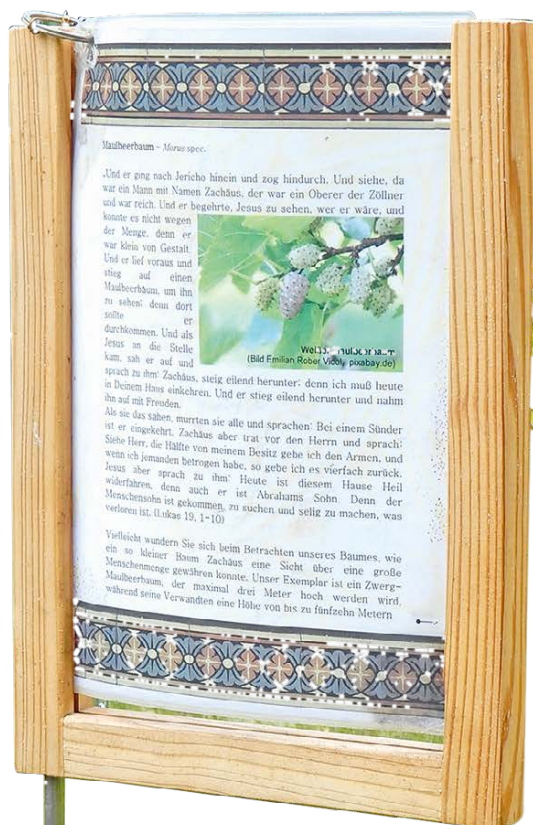 Maulbeerbaum - Morus spec.
„Und er ging nach Jericho hinein und zog hindurch. Und siehe, da
war ein Mann mit Namen Zachäus, der war ein Oberer der Zöllner
und war reich. Und er begehrte, Jesus zu sehen, wer er wäre, und
konnte es nicht wegen
der Menge, denn er
war klein von Gestalt.
Und er lief voraus und
stieg auf einen
Maulbeerbaum, um ihn
zu sehen; denn dort
sollte er
durchkommen. Und als
Jesus an die Stelle
kam, sah er auf und
(Bild Emilian Rober Vicol, pixabay.de)
sprach zu ihm: Zachäus, steig eilend herunter; denn ich muß heute
in Deinem Haus einkehren. Und er stieg eilend herunter und nahm
ihn auf mit Freuden.
Als sie das sahen, murrten sie alle und sprachen: Bei einem Sünder
ist er eingekehrt. Zachäus aber trat vor den Herrn und sprach:
Siehe Herr, die Hälfte von meinem Besitz gebe ich den Armen, und
wenn ich jemanden betrogen habe, so gebe ich es vierfach zurück.
Jesus aber sprach zu ihm: Heute ist diesem Hause Heil
widerfahren, denn auch er ist Abrahams Sohn. Denn der
Menschensohn ist gekommen, zu suchen und selig zu machen, was
verloren ist. (Lukas 19, 1-10)
Vielleicht wundern Sie sich beim Betrachten unseres Baumes, wie
ein so kleiner Baum Zachäus eine Sicht über eine große
Menschenmenge gewähren konnte. Unser Exemplar ist ein Zwerg-
Maulbeerbaum, der maximal drei Meter hoch werden wird,
während seine Verwandten eine Höhe von bis zu fünfzehn Metern